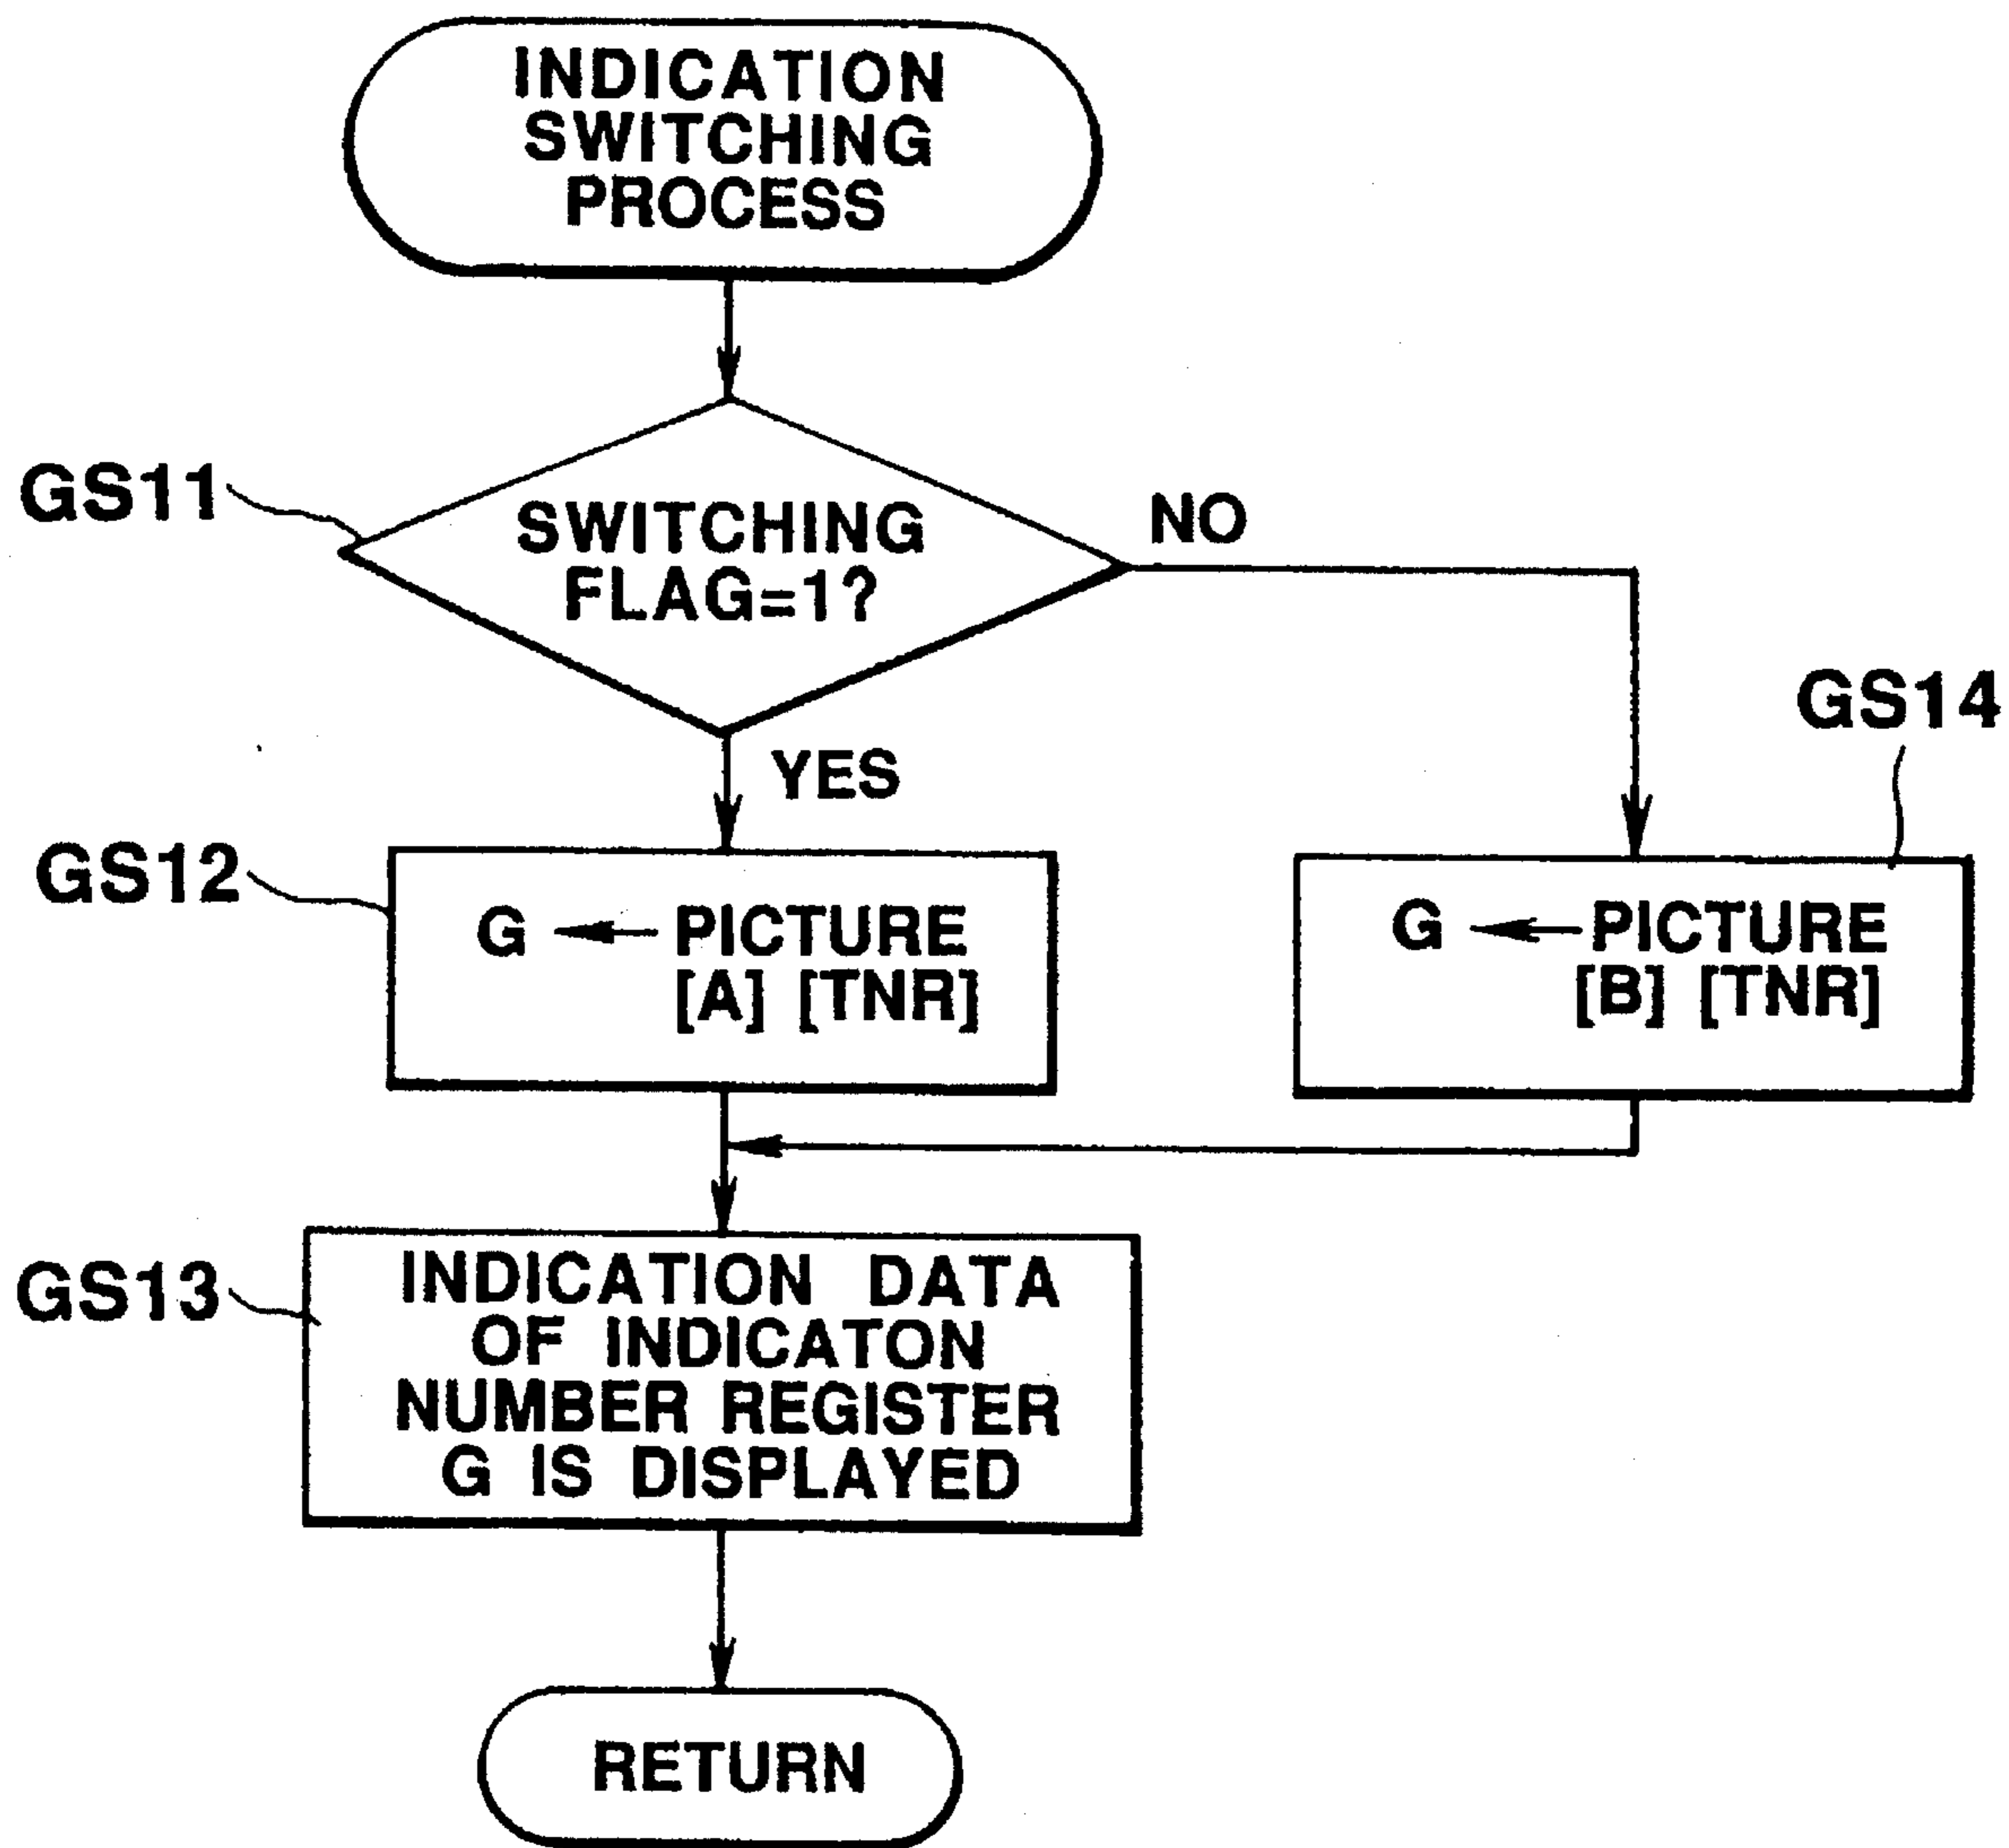 INDICATION
SWITCHING
PROCESS
GS11
SWITCHING
FLAG=1?
NO
YES
GS12
G ← PICTURE
[A] [TNR]
GS14
G ← PICTURE
[B] [TNR]
GS13
INDICATION DATA
OF INDICATON
NUMBER REGISTER
G IS DISPLAYED
RETURN